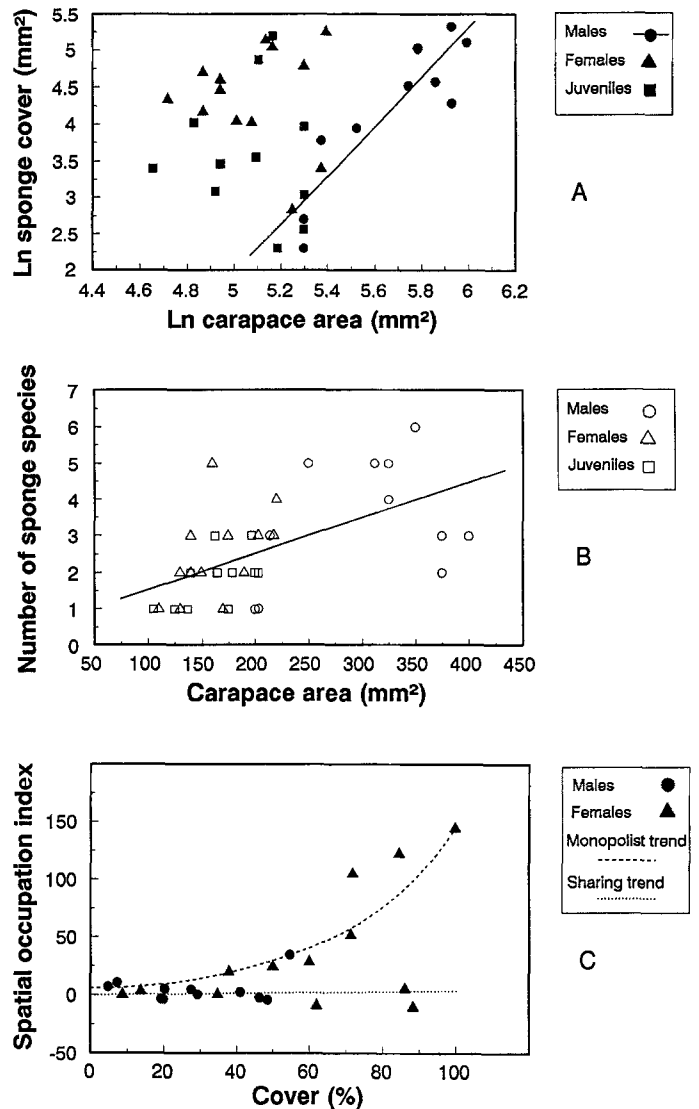 Ln sponge cover (mm²)
5.5
5
4.5
4
3.5
3
2.5
2
4.4 4.6 4.8 5 5.2 5.4 5.6 5.8 6 6.2
Ln carapace area (mm²)
Males
Females
Juveniles
A
Number of sponge species
7
6
5
4
3
2
1
0
50 100 150 200 250 300 350 400 450
Carapace area (mm²)
Males
Females
Juveniles
B
Spatial occupation index
150
100
50
0
-50
0 20 40 60 80 100
Cover (%)
Males
Females
Monopolist trend
Sharing trend
C